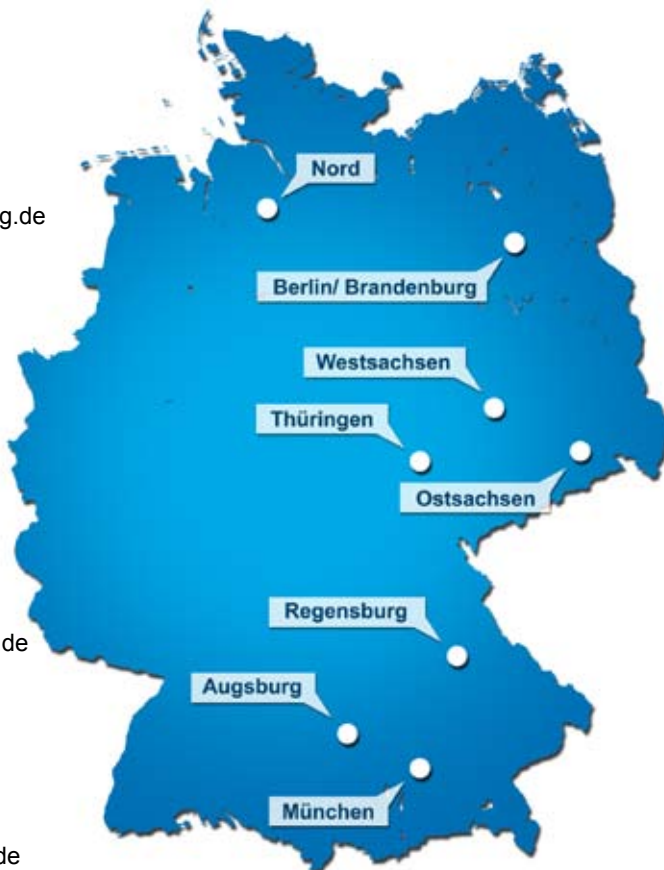 Nord
g.de
Berlin/ Brandenburg
Westsachsen
Thüringen
Ostsachsen
Regensburg
de
Augsburg
München
de